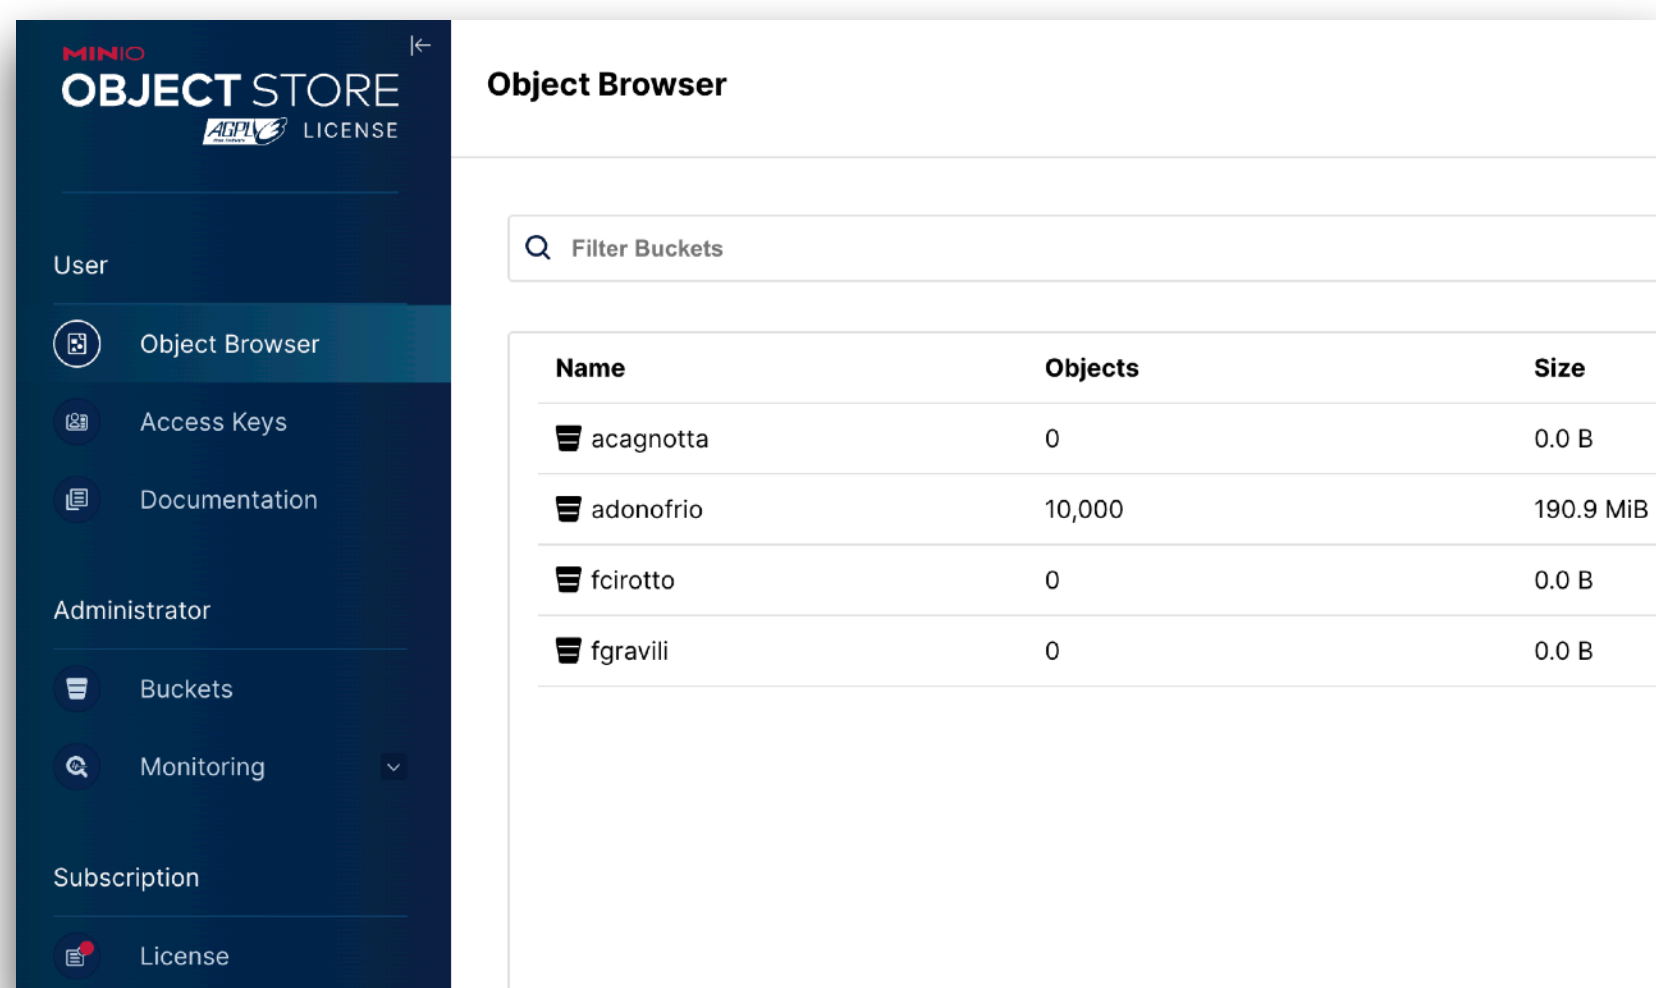 MINIO
OBJECT STORE
AGPLv3 LICENSE
User
Object Browser
Access Keys
Documentation
Administrator
Buckets
Monitoring
Subscription
License
Object Browser
Filter Buckets
Name Objects Size
acagnotta 0 0.0 B
adonofrio 10,000 190.9 MiB
fcirotto 0 0.0 B
fgravili 0 0.0 B